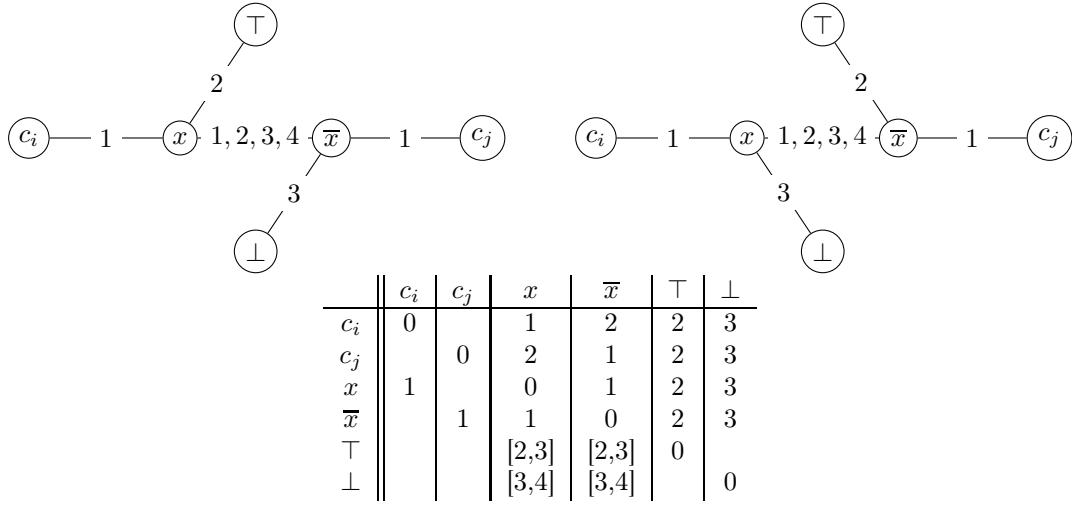 ⊤ ⊤
2 2
c_i 1 x 1, 2, 3, 4 x̅ 1 c_j c_i 1 x 1, 2, 3, 4 x̅ 1 c_j
3 3
⊥ ⊥
c_i c_j x x̅ ⊤ ⊥
c_i 0 1 2 2 3
c_j 0 2 1 2 3
x 1 0 1 2 3
x̅ 1 1 0 2 3
⊤ [2,3] [2,3] 0
⊥ [3,4] [3,4] 0